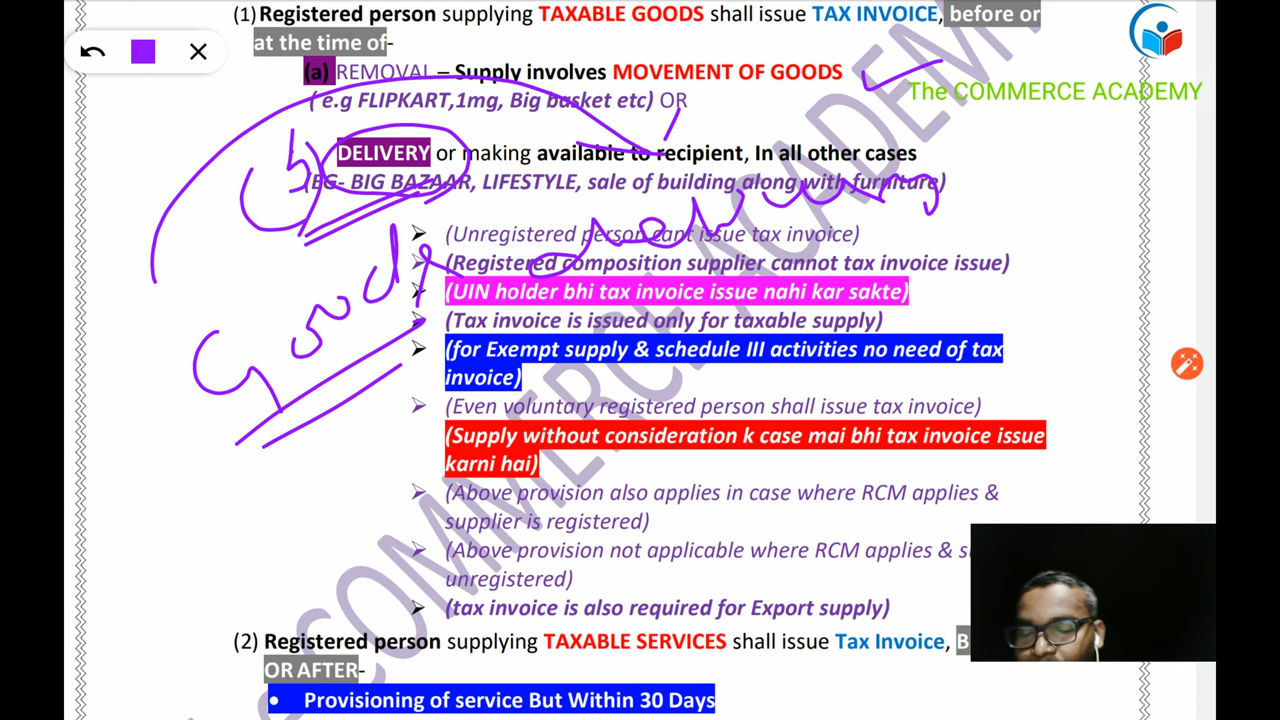 (1) Registered person supplying TAXABLE GOODS shall issue TAX INVOICE, before or
at the time of-
(a) REMOVAL – Supply involves MOVEMENT OF GOODS
( e.g FLIPKART,1mg, Big basket etc) OR
The COMMERCE ACADEMY
DELIVERY or making available to recipient, In all other cases
(EG- BIG BAZAAR, LIFESTYLE, sale of building along with furniture)
(Unregistered person cant issue tax invoice)
(Registered composition supplier cannot tax invoice issue)
(UIN holder bhi tax invoice issue nahi kar sakte)
(Tax invoice is issued only for taxable supply)
(for Exempt supply & schedule III activities no need of tax
invoice)
(Even voluntary registered person shall issue tax invoice)
(Supply without consideration k case mai bhi tax invoice issue
karni hai)
(Above provision also applies in case where RCM applies &
supplier is registered)
(Above provision not applicable where RCM applies &
unregistered)
(tax invoice is also required for Export supply)
(2) Registered person supplying TAXABLE SERVICES shall issue Tax Invoice,
OR AFTER-
• Provisioning of service But Within 30 Days
Goods
COMMERCE ACADEMY